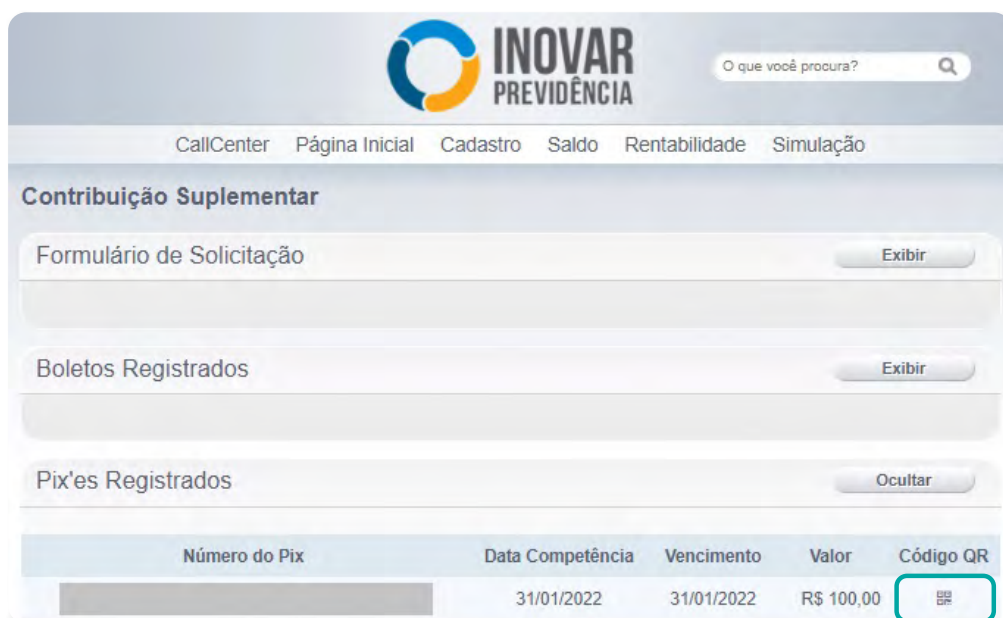 INOVAR
PREVIDÊNCIA
O que você procura?
CallCenter Página Inicial Cadastro Saldo Rentabilidade Simulação
Contribuição Suplementar
Formulário de Solicitação Exibir
Boletos Registrados Exibir
Pix'es Registrados Ocultar
Número do Pix Data Competência Vencimento Valor Código QR
31/01/2022 31/01/2022 R$ 100,00